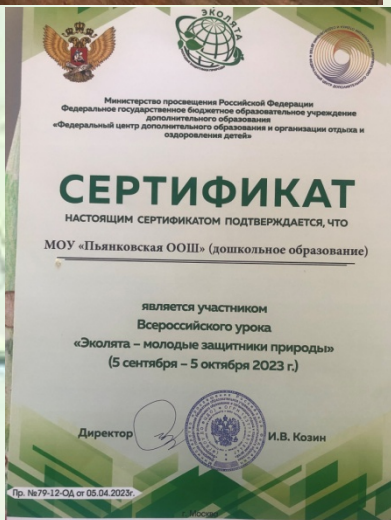 ЭКОЛЯТА
Министерство просвещения Российской Федерации
Федеральное государственное бюджетное образовательное учреждение
дополнительного образования
«Федеральный центр дополнительного образования и организации отдыха и
оздоровления детей»
СЕРТИФИКАТ
НАСТОЯЩИМ СЕРТИФИКАТОМ ПОДТВЕРЖДАЕТСЯ, ЧТО
МОУ «Пьянковская ООШ» (дошкольное образование)
является участником
Всероссийского урока
«Эколята – молодые защитники природы»
(5 сентября – 5 октября 2023 г.)
Директор
И.В. Козин
Пр. №79-12-ОД от 05.04.2023г.
г. Москва